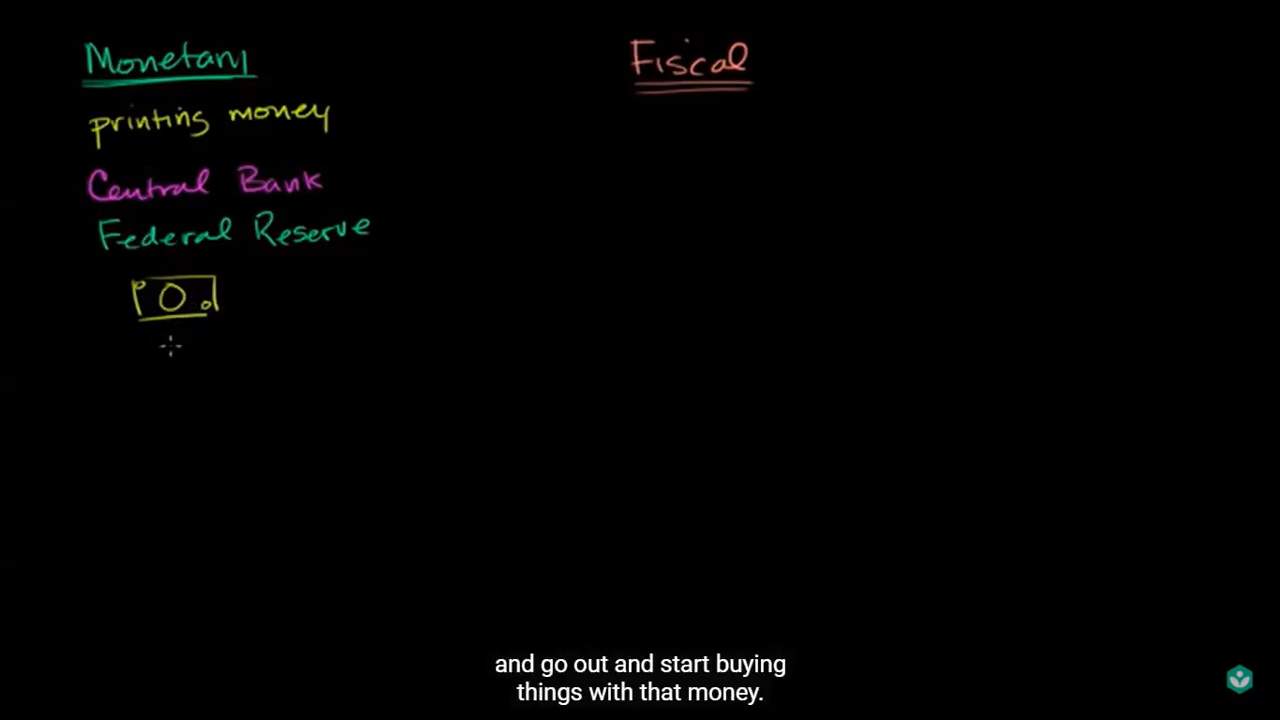 Monetary
Fiscal
printing money
Central Bank
Federal Reserve
and go out and start buying
things with that money.